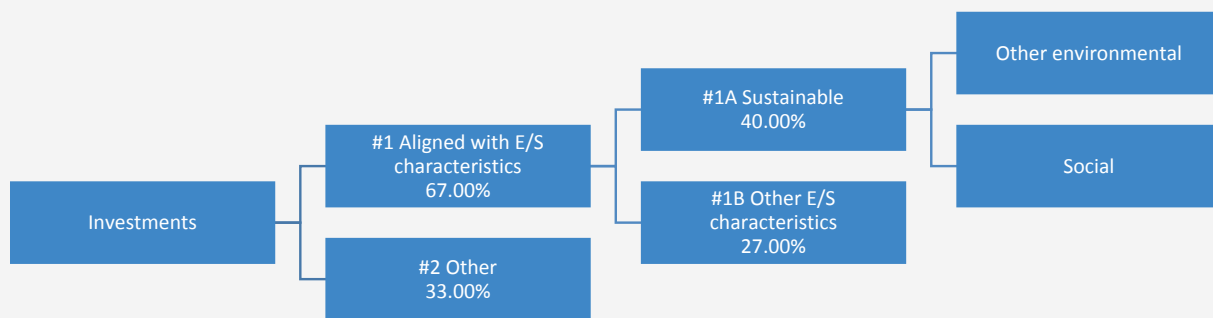 Investments
#1 Aligned with E/S
characteristics
67.00%
#2 Other
33.00%
#1A Sustainable
40.00%
#1B Other E/S
characteristics
27.00%
Other environmental
Social